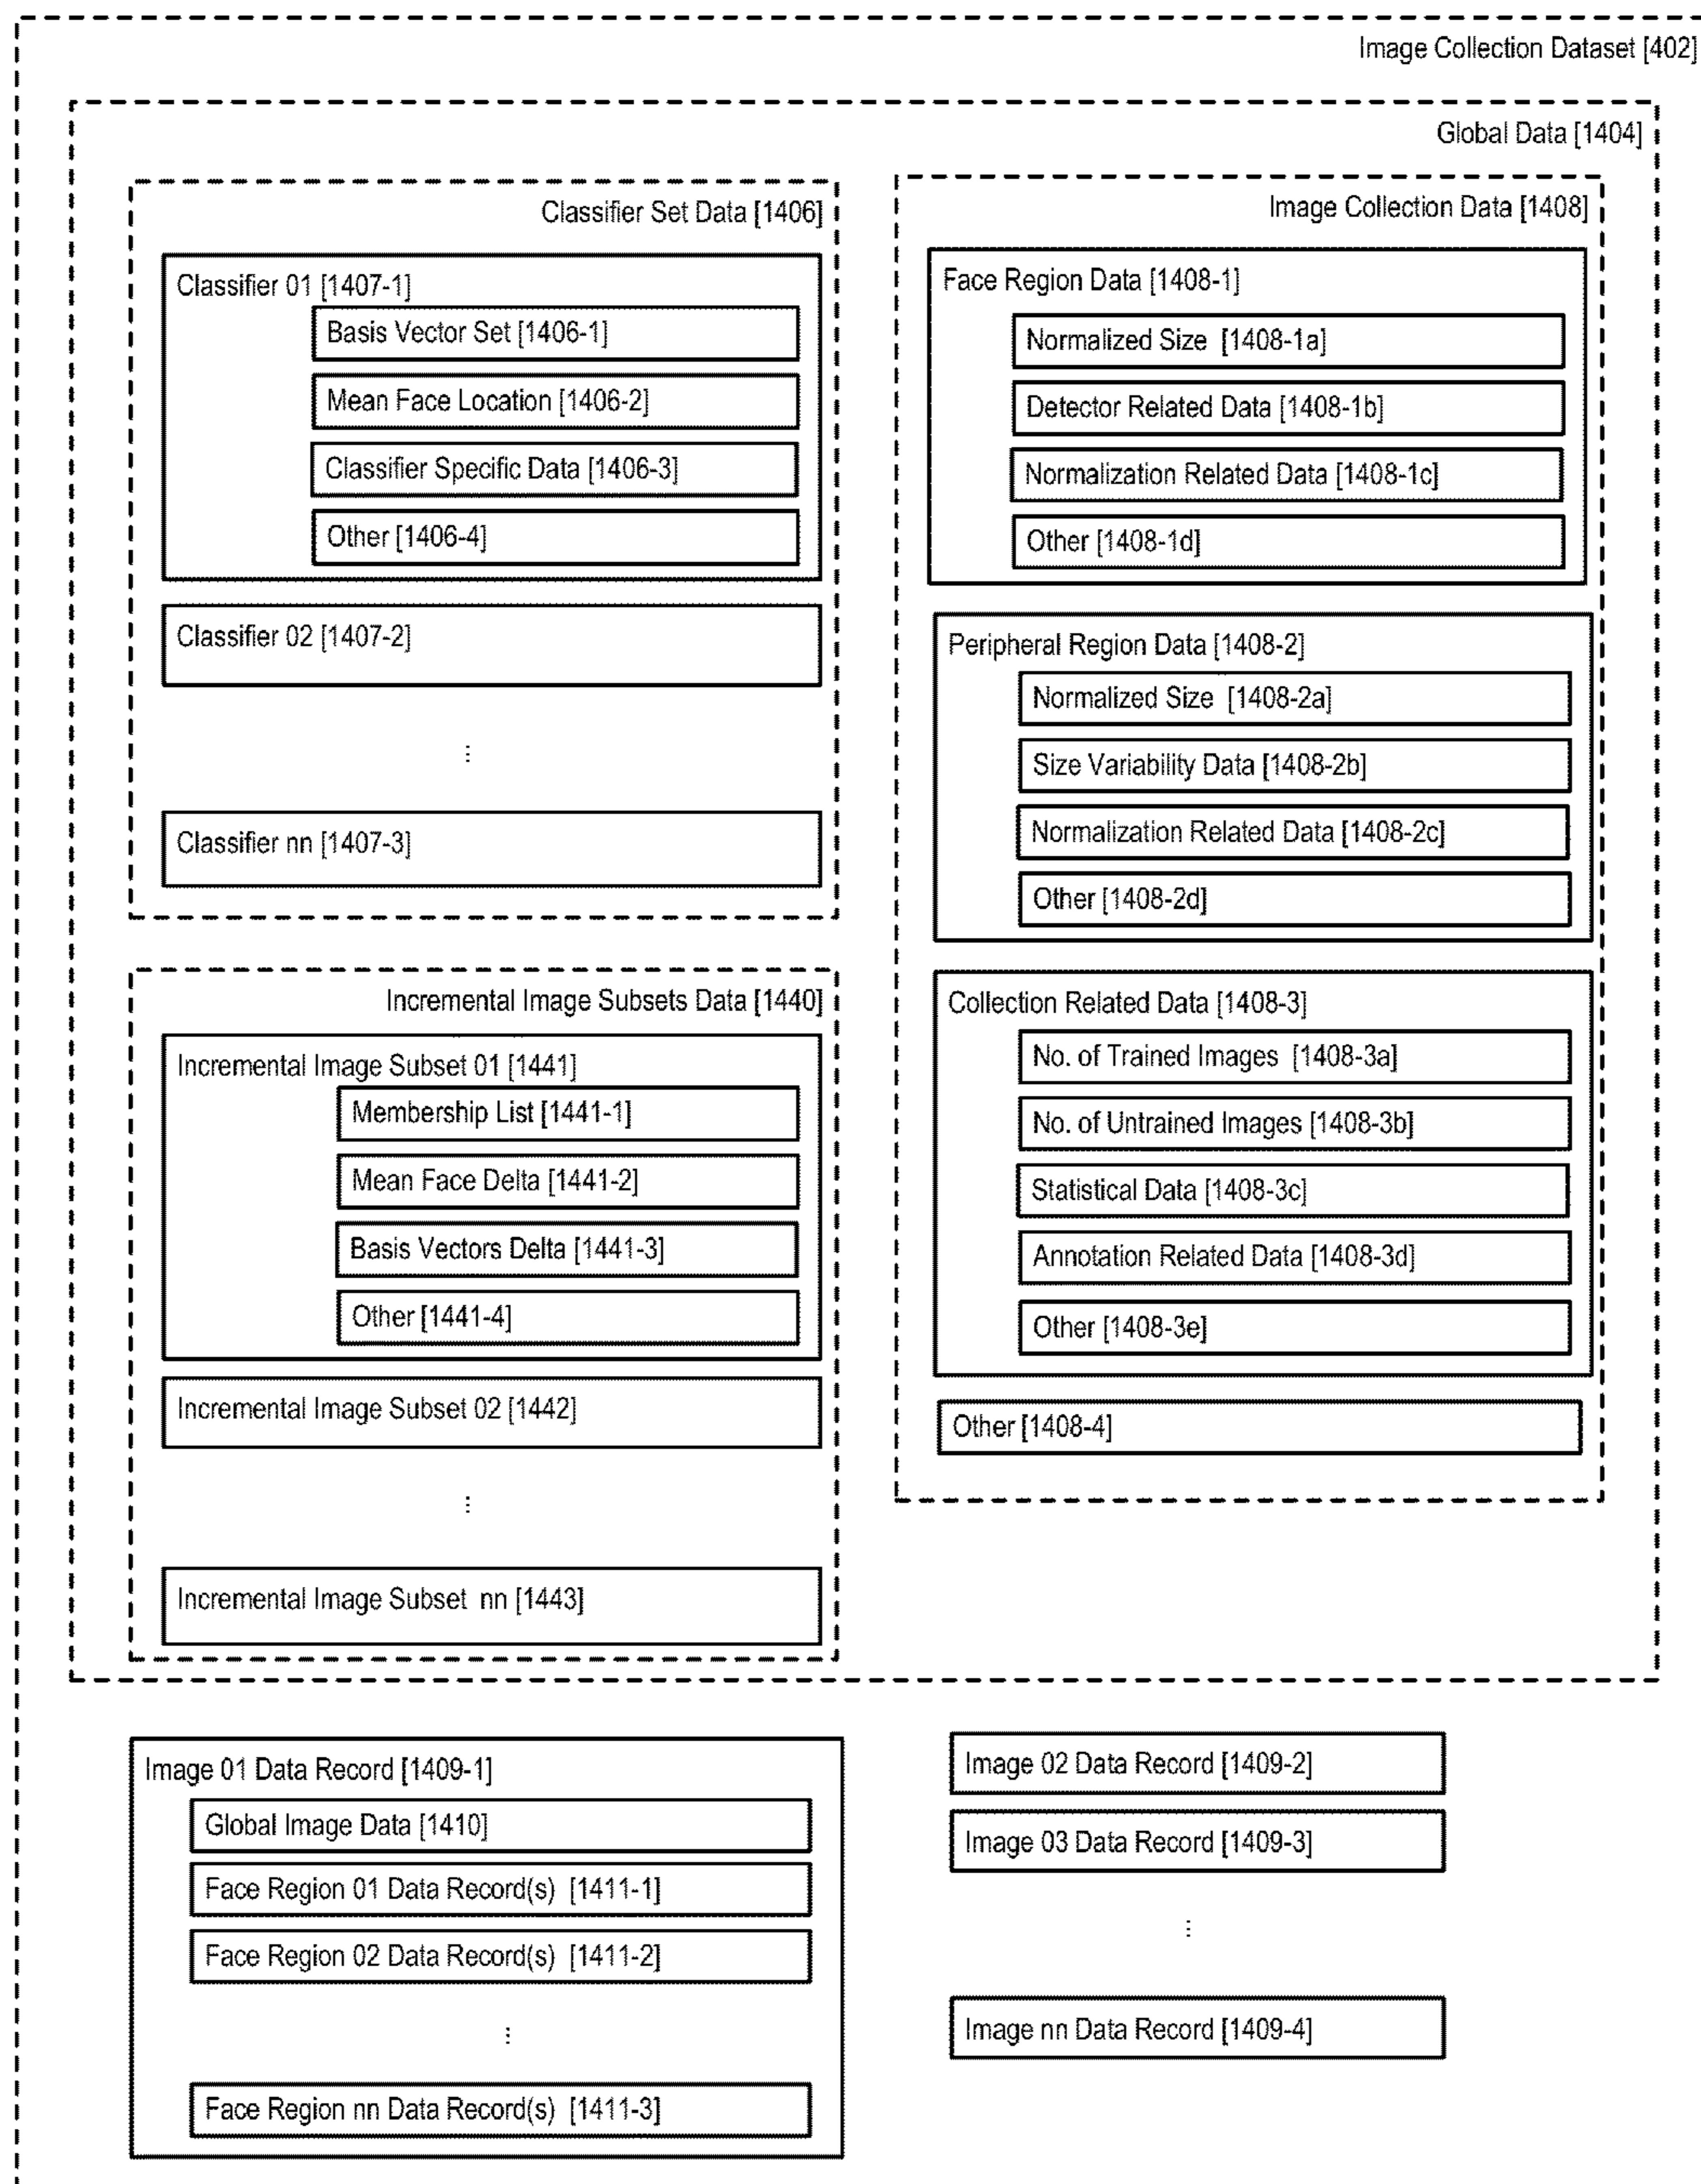 Image Collection Dataset [402]
Global Data [1404]
Classifier Set Data [1406]
Classifier 01 [1407-1]
Basis Vector Set [1406-1]
Mean Face Location [1406-2]
Classifier Specific Data [1406-3]
Other [1406-4]
Classifier 02 [1407-2]
⋮
Classifier nn [1407-3]
Incremental Image Subsets Data [1440]
Incremental Image Subset 01 [1441]
Membership List [1441-1]
Mean Face Delta [1441-2]
Basis Vectors Delta [1441-3]
Other [1441-4]
Incremental Image Subset 02 [1442]
⋮
Incremental Image Subset nn [1443]
Image Collection Data [1408]
Face Region Data [1408-1]
Normalized Size [1408-1a]
Detector Related Data [1408-1b]
Normalization Related Data [1408-1c]
Other [1408-1d]
Peripheral Region Data [1408-2]
Normalized Size [1408-2a]
Size Variability Data [1408-2b]
Normalization Related Data [1408-2c]
Other [1408-2d]
Collection Related Data [1408-3]
No. of Trained Images [1408-3a]
No. of Untrained Images [1408-3b]
Statistical Data [1408-3c]
Annotation Related Data [1408-3d]
Other [1408-3e]
Other [1408-4]
Image 01 Data Record [1409-1]
Global Image Data [1410]
Face Region 01 Data Record(s) [1411-1]
Face Region 02 Data Record(s) [1411-2]
⋮
Face Region nn Data Record(s) [1411-3]
Image 02 Data Record [1409-2]
Image 03 Data Record [1409-3]
⋮
Image nn Data Record [1409-4]